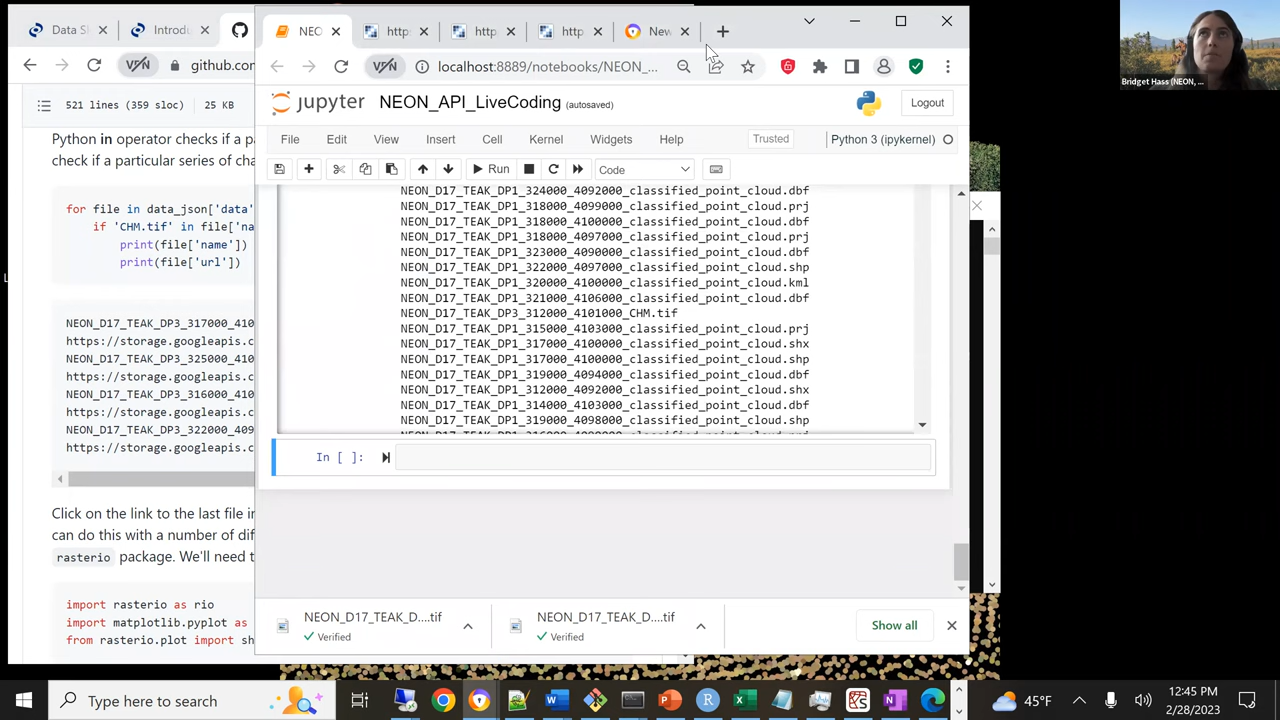 Data S
Introdu
github.com
521 lines (359 sloc)
25 KB
Python in operator checks if a pa
check if a particular series of cha
for file in data_json['data'
if 'CHM.tif' in file['na
print(file['name'])
print(file['url'])
NEON_D17_TEAK_DP3_317000_410
https://storage.googleapis.c
NEON_D17_TEAK_DP3_325000_410
https://storage.googleapis.c
NEON_D17_TEAK_DP3_316000_410
https://storage.googleapis.c
NEON_D17_TEAK_DP3_322000_409
https://storage.googleapis.c
Click on the link to the last file in
can do this with a number of dif
rasterio package. We'll need t
import rasterio as rio
import matplotlib.pyplot as
from rasterio.plot import sh
NEO
http
http
http
New
VPN
localhost:8889/notebooks/NEON_...
jupyter NEON_API_LiveCoding (autosaved)
Logout
File Edit View Insert Cell Kernel Widgets Help
Trusted
Python 3 (ipykernel)
Run
Code
NEON_D17_TEAK_DP1_324000_4092000_classified_point_cloud.dbf
NEON_D17_TEAK_DP1_318000_4099000_classified_point_cloud.prj
NEON_D17_TEAK_DP1_318000_4100000_classified_point_cloud.dbf
NEON_D17_TEAK_DP1_318000_4097000_classified_point_cloud.prj
NEON_D17_TEAK_DP1_323000_4090000_classified_point_cloud.dbf
NEON_D17_TEAK_DP1_322000_4097000_classified_point_cloud.shp
NEON_D17_TEAK_DP1_320000_4100000_classified_point_cloud.kml
NEON_D17_TEAK_DP1_321000_4106000_classified_point_cloud.dbf
NEON_D17_TEAK_DP3_312000_4101000_CHM.tif
NEON_D17_TEAK_DP1_315000_4103000_classified_point_cloud.prj
NEON_D17_TEAK_DP1_317000_4100000_classified_point_cloud.shx
NEON_D17_TEAK_DP1_317000_4100000_classified_point_cloud.shp
NEON_D17_TEAK_DP1_319000_4094000_classified_point_cloud.dbf
NEON_D17_TEAK_DP1_312000_4092000_classified_point_cloud.shx
NEON_D17_TEAK_DP1_314000_4103000_classified_point_cloud.dbf
NEON_D17_TEAK_DP1_319000_4098000_classified_point_cloud.shp
In [ ]:
NEON_D17_TEAK_D....tif
Verified
NEON_D17_TEAK_D....tif
Verified
Show all
Bridget Hass (NEON, ...
Type here to search
45°F
12:45 PM
2/28/2023